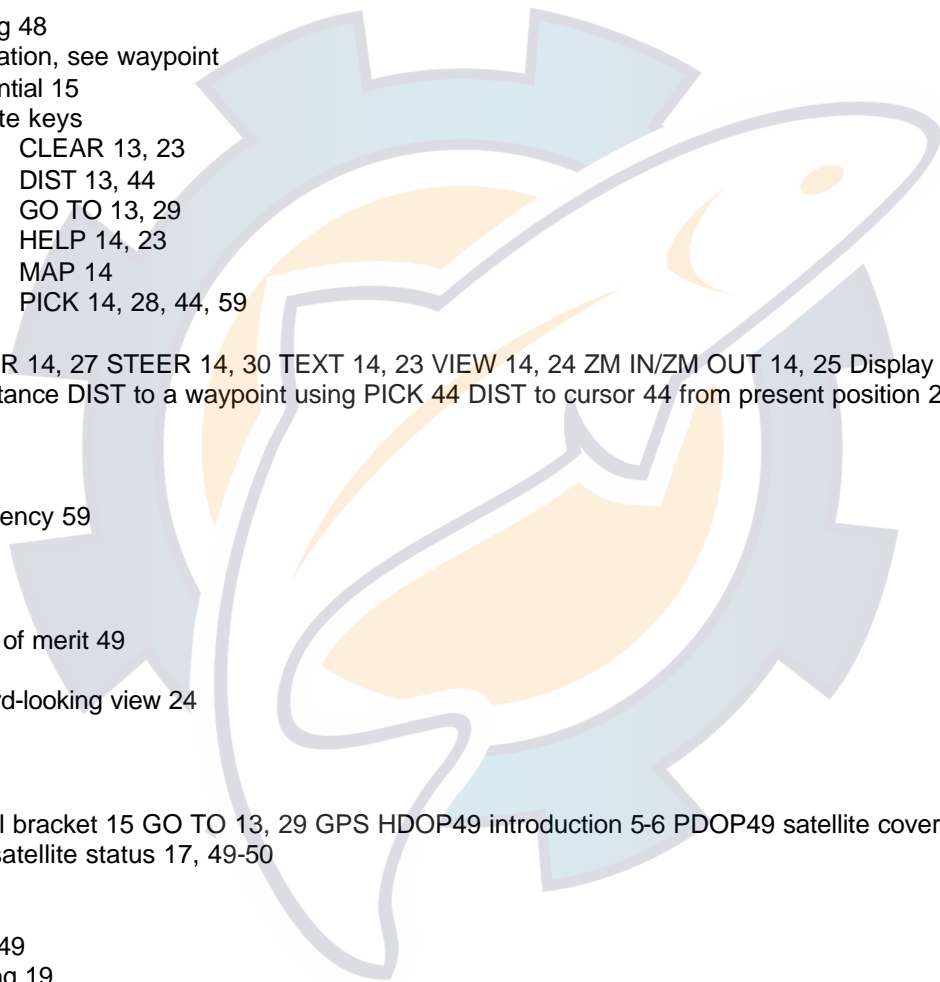 g 48
ation, see waypoint
ntial 15
te keys
CLEAR 13, 23
DIST 13, 44
GO TO 13, 29
HELP 14, 23
MAP 14
PICK 14, 28, 44, 59
R 14, 27 STEER 14, 30 TEXT 14, 23 VIEW 14, 24 ZM IN/ZM OUT 14, 25 Display
tance DIST to a waypoint using PICK 44 DIST to cursor 44 from present position 2
ency 59
of merit 49
d-looking view 24
l bracket 15 GO TO 13, 29 GPS HDOP49 introduction 5-6 PDOP49 satellite cover
satellite status 17, 49-50
49
ng 19